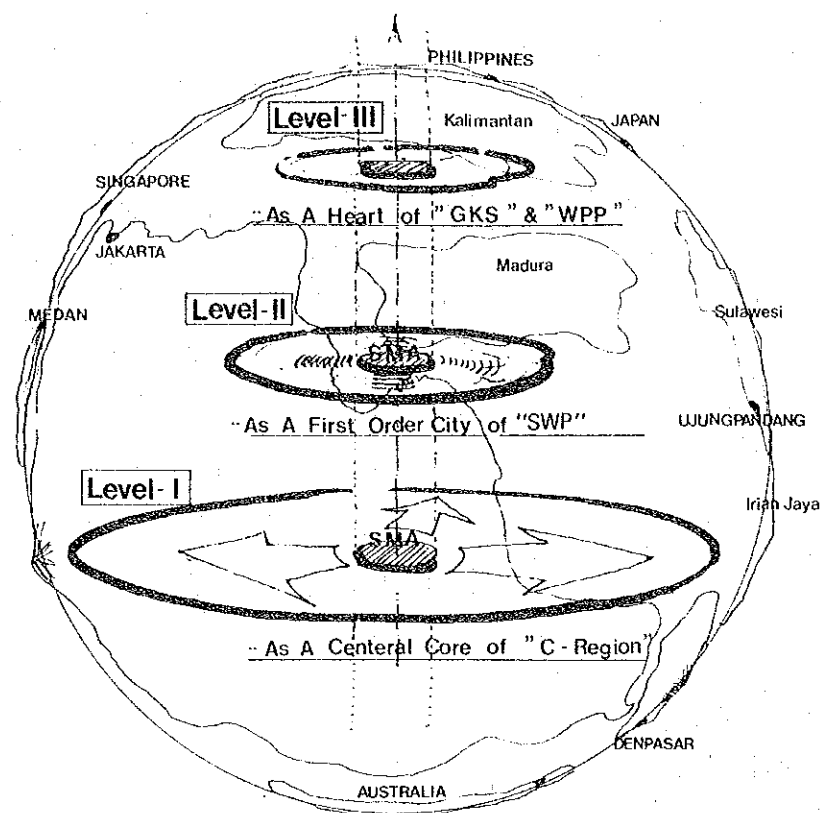 PHILIPPINES
Level-III
Kalimantan
JAPAN
SINGAPORE
·· As A Heart of "GKS" & "WPP"
JAKARTA
Madura
MEDAN
Level-II
Sulawesi
SMA
·· As A First Order City of "SWP"
UJUNGPANDANG
Level-I
Irian Jaya
SMA
·· As A Centeral Core of "C-Region"
DENPASAR
AUSTRALIA